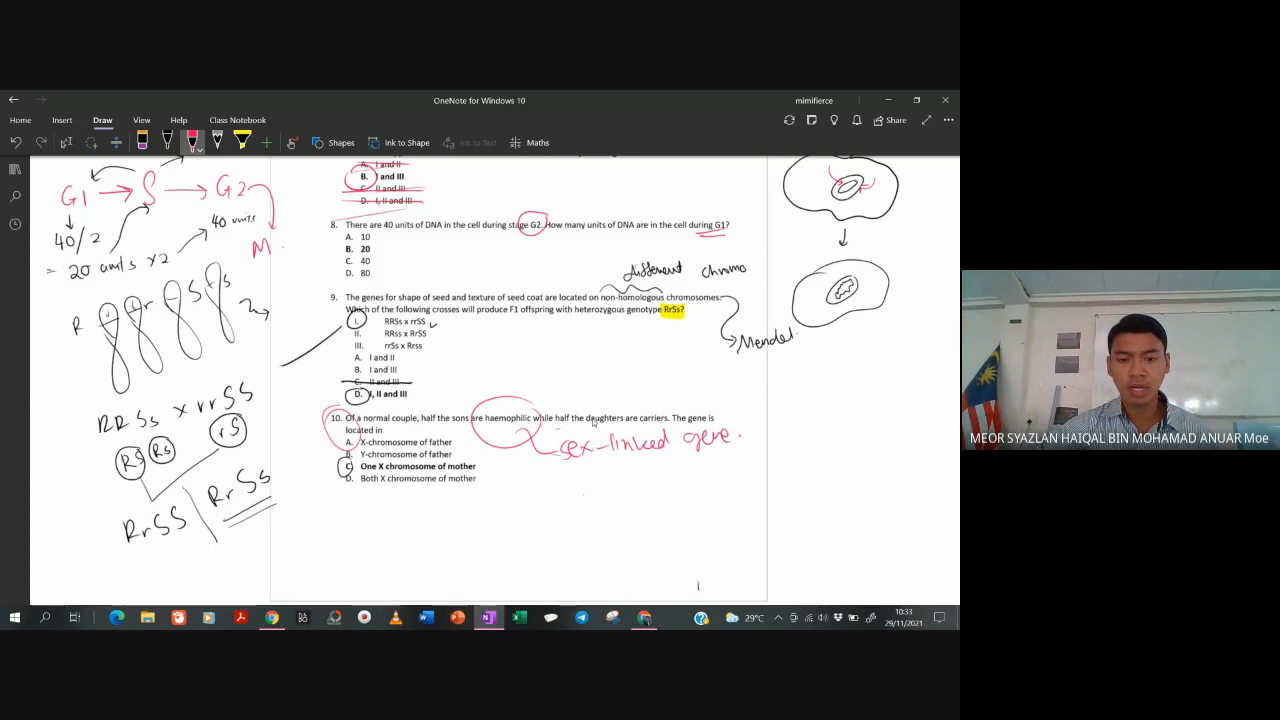 OneNote for Windows 10
mimifierce
Home Insert Draw View Help Class Notebook
Share
Shapes
Ink to Shape
Ink to Text
Maths
A. I and II
B. I and III
C. II and III
D. I, II and III
8. There are 40 units of DNA in the cell during stage G2. How many units of DNA are in the cell during G1?
A. 10
B. 20
C. 40
D. 80
9. The genes for shape of seed and texture of seed coat are located on non-homologous chromosomes.
Which of the following crosses will produce F1 offspring with heterozygous genotype RrSs?
I. RRSs x rrSS
II. RRss x RrSS
III. rrSs x Rrss
A. I and II
B. I and III
C. II and III
D. I, II and III
10. Of a normal couple, half the sons are haemophilic while half the daughters are carriers. The gene is
located in
A. X-chromosome of father
B. Y-chromosome of father
C. One X chromosome of mother
D. Both X chromosome of mother
G1 S G2
40/2
40 units
= 20 units x2
M
R r S s
RRSs x rrSS
RS Rs rS
RrSS RrSs
different chromo
Mendel
sex-linked gene.
MEOR SYAZLAN HAIQAL BIN MOHAMAD ANUAR Moe
29°C
10:33
29/11/2021